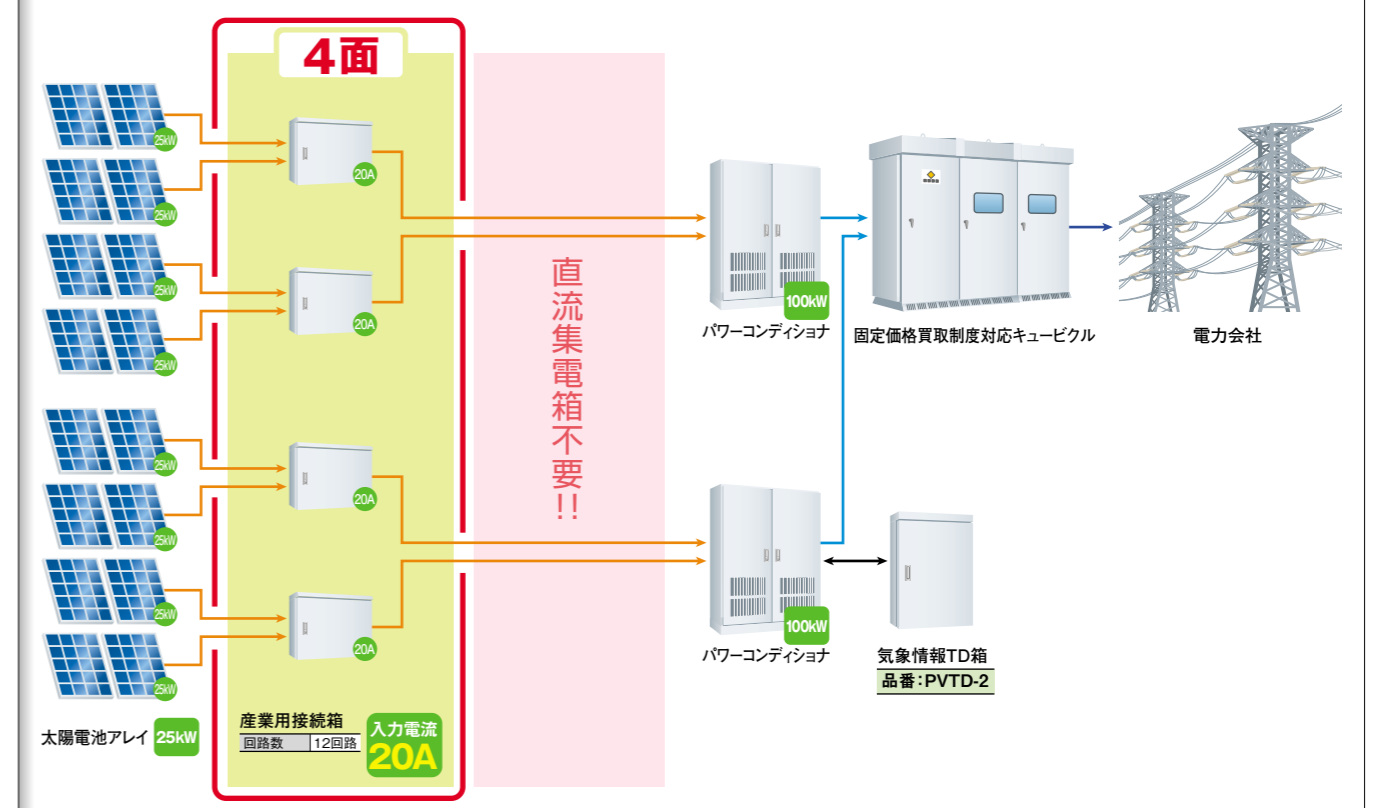 4面
25kW
25kW
25kW
25kW
25kW
25kW
25kW
25kW
20A
20A
20A
20A
直流集電箱不要!!
100kW
パワーコンディショナ
固定価格買取制度対応キュービクル
電力会社
100kW
パワーコンディショナ
気象情報TD箱
品番：PVTD-2
太陽電池アレイ 25kW
産業用接続箱
回路数 12回路
入力電流
20A